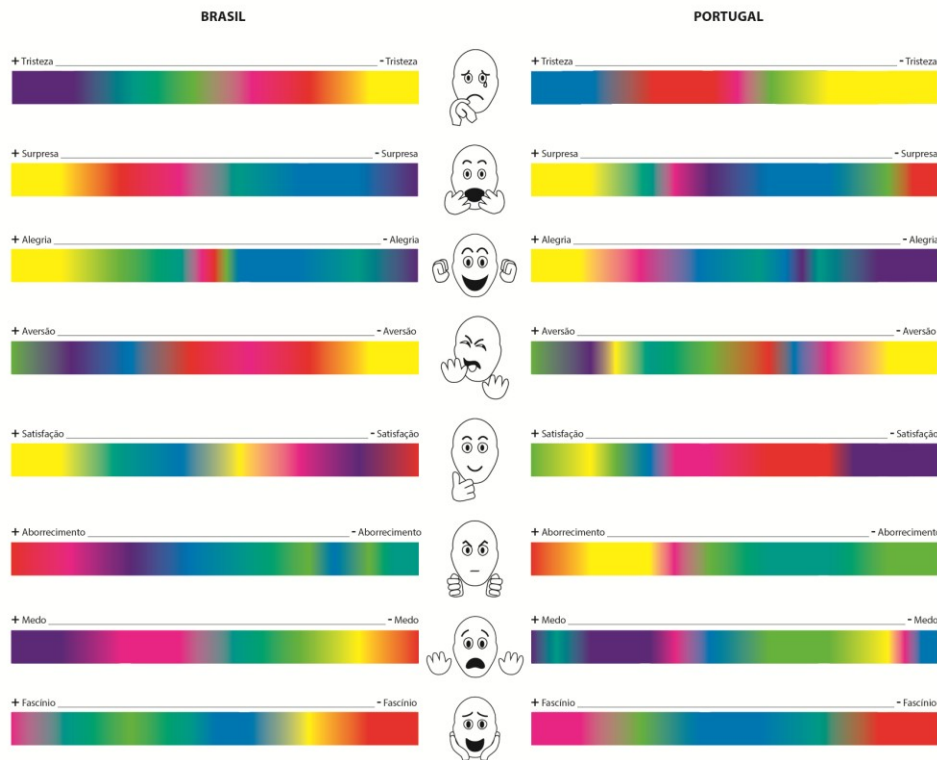 BRASIL PORTUGAL
+ Tristeza - Tristeza + Tristeza - Tristeza
+ Surpresa - Surpresa + Surpresa - Surpresa
+ Alegria - Alegria + Alegria - Alegria
+ Aversão - Aversão + Aversão - Aversão
+ Satisfação - Satisfação + Satisfação - Satisfação
+ Aborrecimento - Aborrecimento + Aborrecimento - Aborrecimento
+ Medo - Medo + Medo - Medo
+ Fascínio - Fascínio + Fascínio - Fascínio